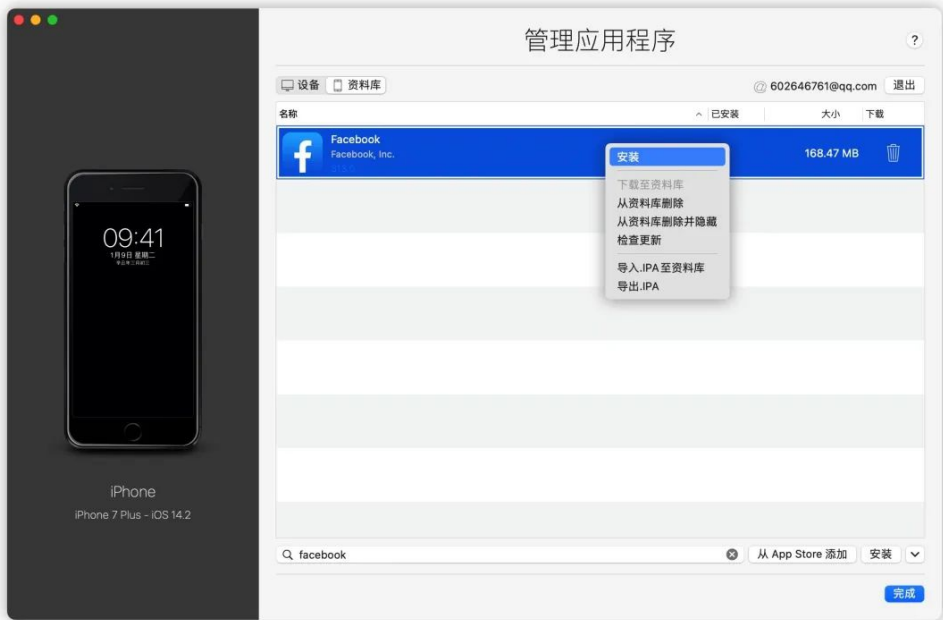 管理应用程序
?
设备
资料库
@ 602646761@qq.com
退出
名称
已安装
大小
下载
Facebook
Facebook, Inc.
168.47 MB
安装
下载至资料库
从资料库删除
从资料库删除并隐藏
检查更新
导入.IPA至资料库
导出.IPA
09:41
1月9日 星期二
iPhone
iPhone 7 Plus - iOS 14.2
facebook
从 App Store 添加
安装
完成